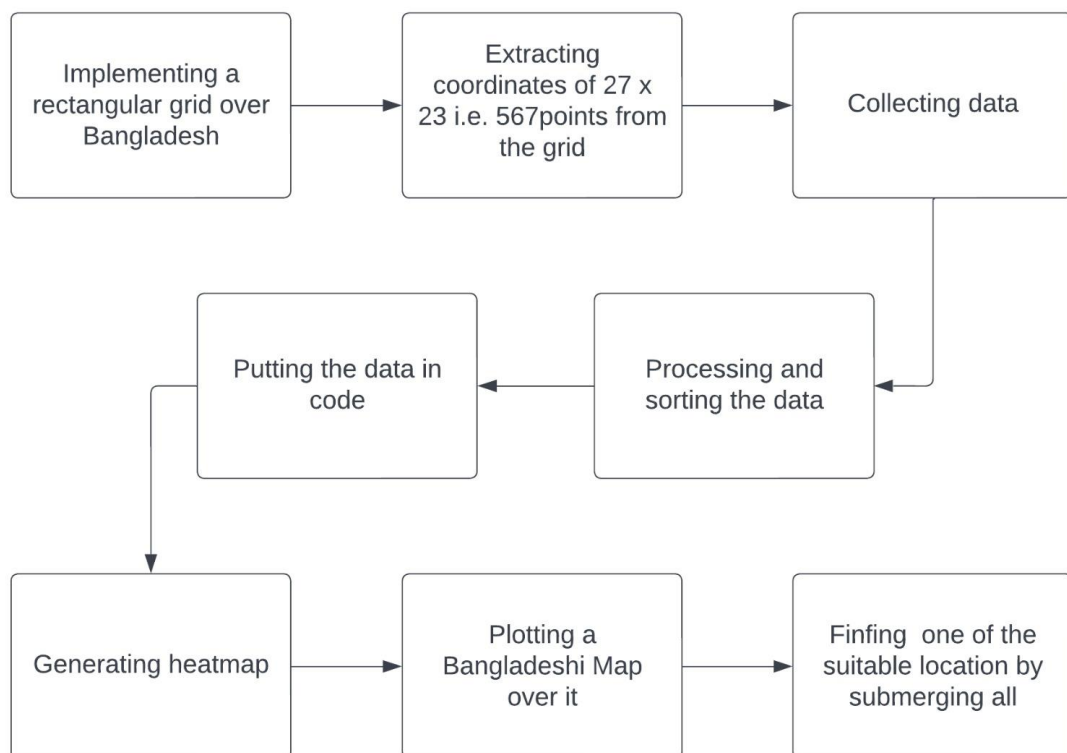 Implementing a
rectangular grid over
Bangladesh
Extracting
coordinates of 27 x
23 i.e. 567points from
the grid
Collecting data
Processing and
sorting the data
Putting the data in
code
Generating heatmap
Plotting a
Bangladeshi Map
over it
Finfing one of the
suitable location by
submerging all